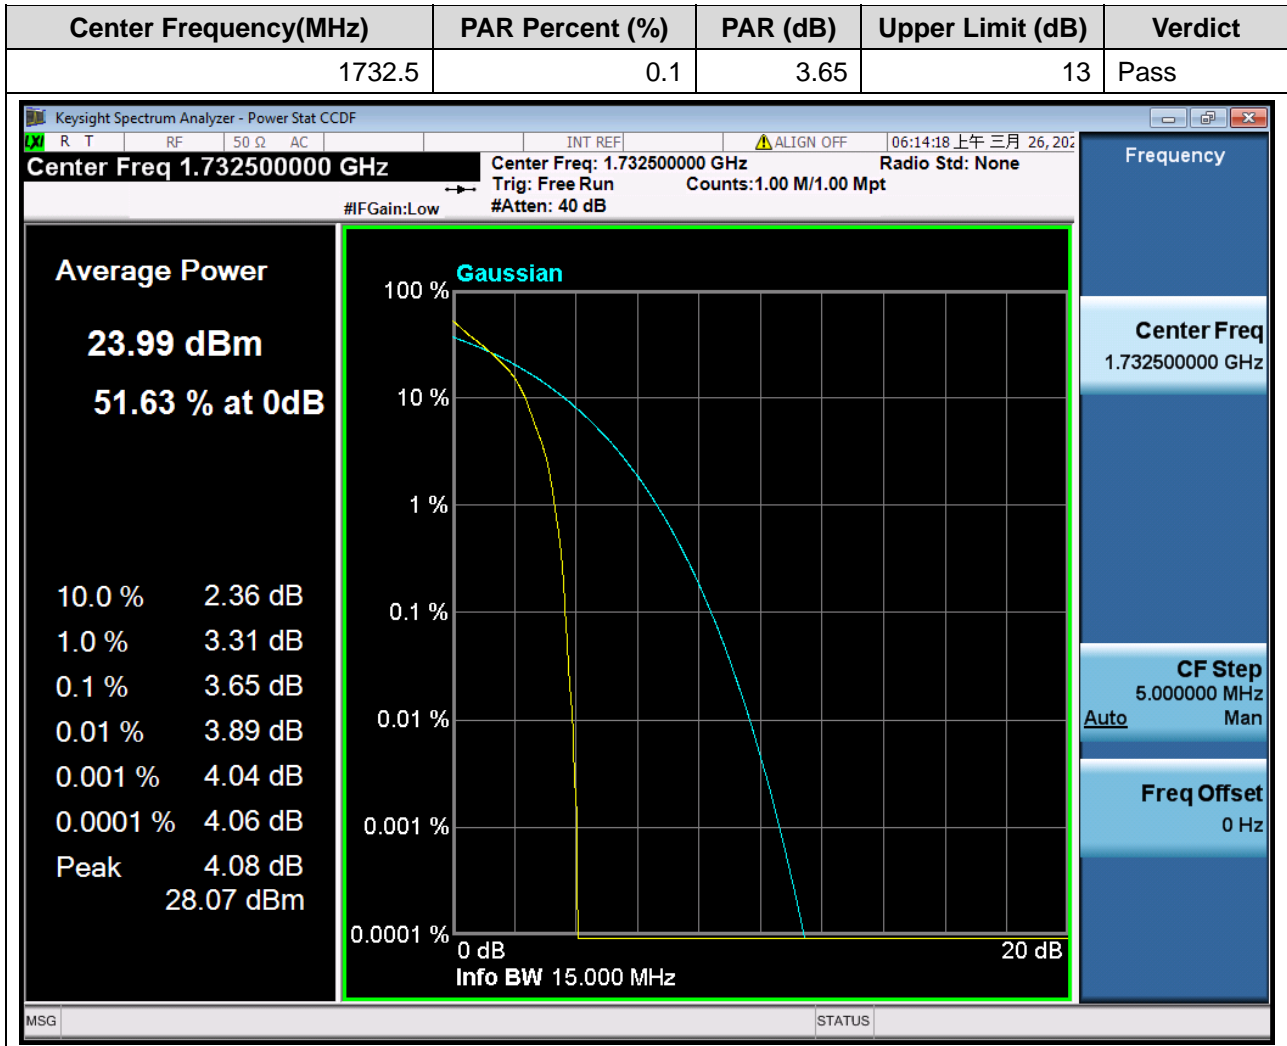 Center Frequency(MHz) PAR Percent (%) PAR (dB) Upper Limit (dB) Verdict
1732.5 0.1 3.65 13 Pass
Keysight Spectrum Analyzer - Power Stat CCDF
LXI R T RF 50 Ω AC INT REF ALIGN OFF 06:14:18 上午 三月 26, 202
Center Freq 1.732500000 GHz
#IFGain:Low
Center Freq: 1.732500000 GHz Radio Std: None
Trig: Free Run Counts:1.00 M/1.00 Mpt
#Atten: 40 dB
Average Power
23.99 dBm
51.63 % at 0dB
10.0 % 2.36 dB
1.0 % 3.31 dB
0.1 % 3.65 dB
0.01 % 3.89 dB
0.001 % 4.04 dB
0.0001 % 4.06 dB
Peak 4.08 dB
28.07 dBm
Gaussian
100 %
10 %
1 %
0.1 %
0.01 %
0.001 %
0.0001 %
0 dB 20 dB
Info BW 15.000 MHz
Frequency
Center Freq
1.732500000 GHz
CF Step
5.000000 MHz
Auto Man
Freq Offset
0 Hz
MSG STATUS